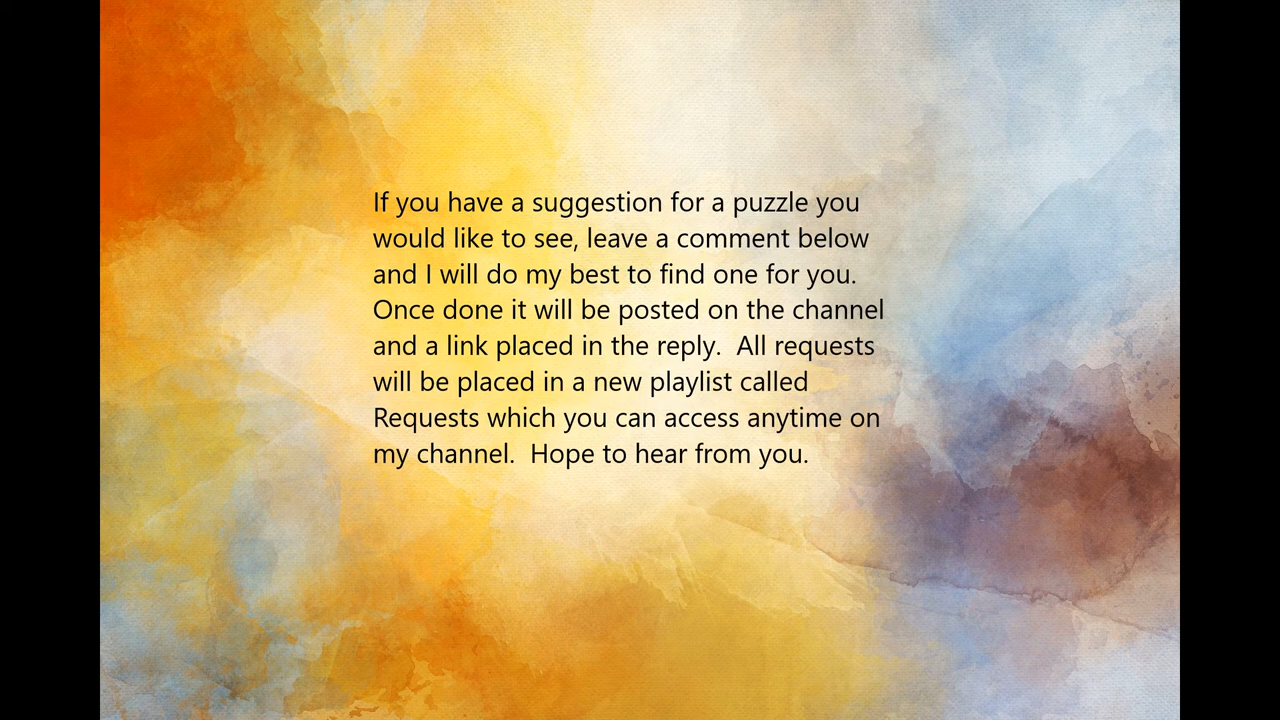 If you have a suggestion for a puzzle you
would like to see, leave a comment below
and I will do my best to find one for you.
Once done it will be posted on the channel
and a link placed in the reply.  All requests
will be placed in a new playlist called
Requests which you can access anytime on
my channel.  Hope to hear from you.